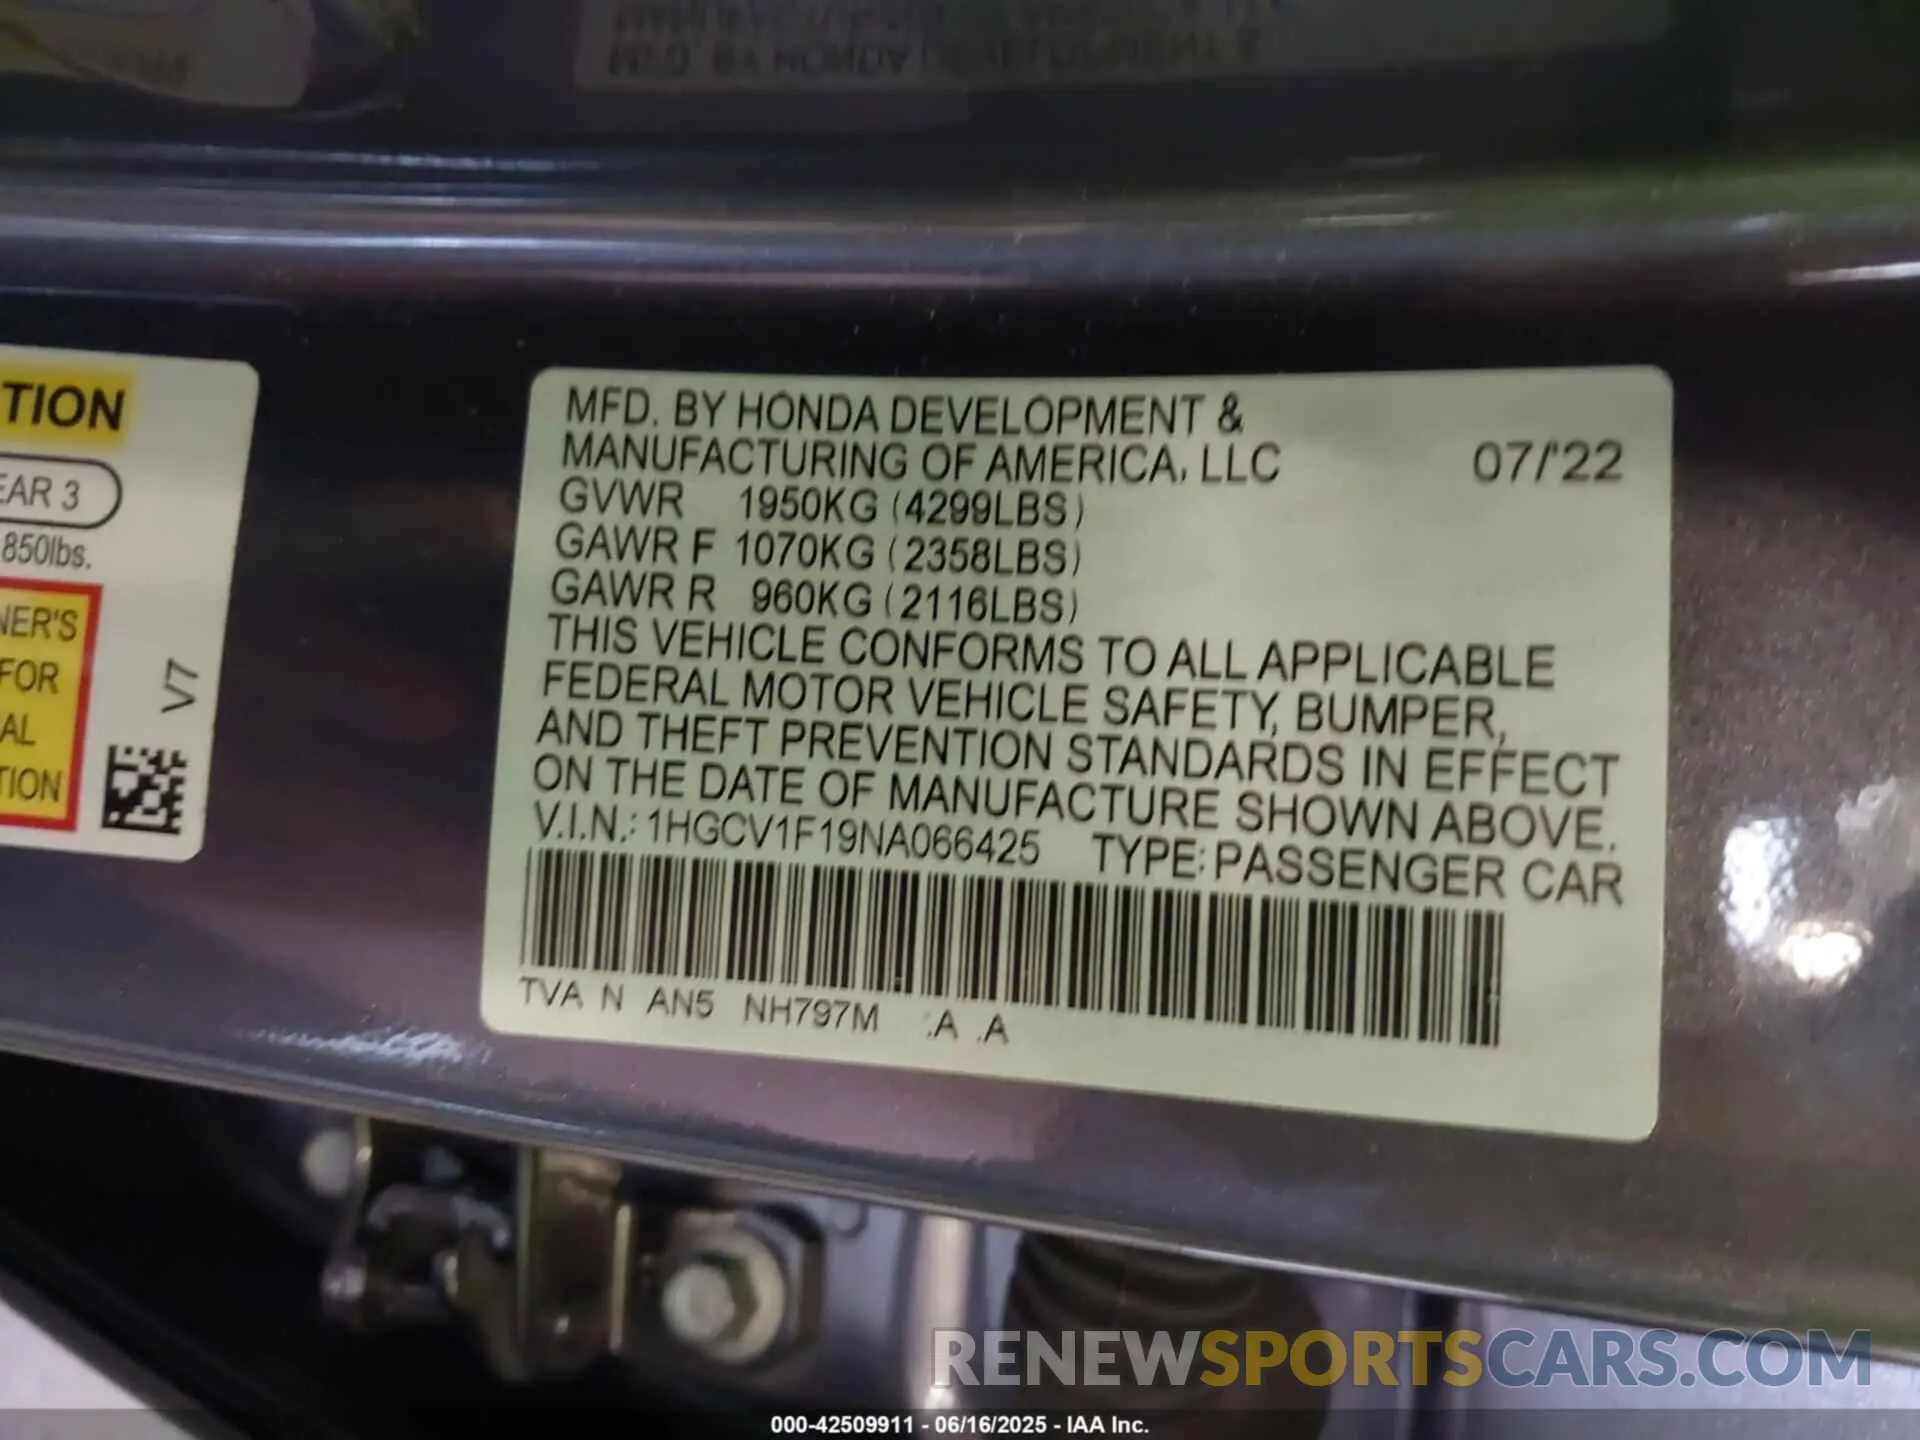 TION
EAR 3
850lbs.
NER'S
FOR
AL
TION
V7
MFD. BY HONDA DEVELOPMENT &
MANUFACTURING OF AMERICA, LLC 07/'22
GVWR 1950KG (4299LBS)
GAWR F 1070KG (2358LBS)
GAWR R 960KG (2116LBS)
THIS VEHICLE CONFORMS TO ALL APPLICABLE
FEDERAL MOTOR VEHICLE SAFETY, BUMPER,
AND THEFT PREVENTION STANDARDS IN EFFECT
ON THE DATE OF MANUFACTURE SHOWN ABOVE.
V.I.N.: 1HGCV1F19NA066425 TYPE: PASSENGER CAR
TVA N AN5 NH797M .A .A
RENEWSPORTSCARS.COM
000-42509911 - 06/16/2025 - IAA Inc.